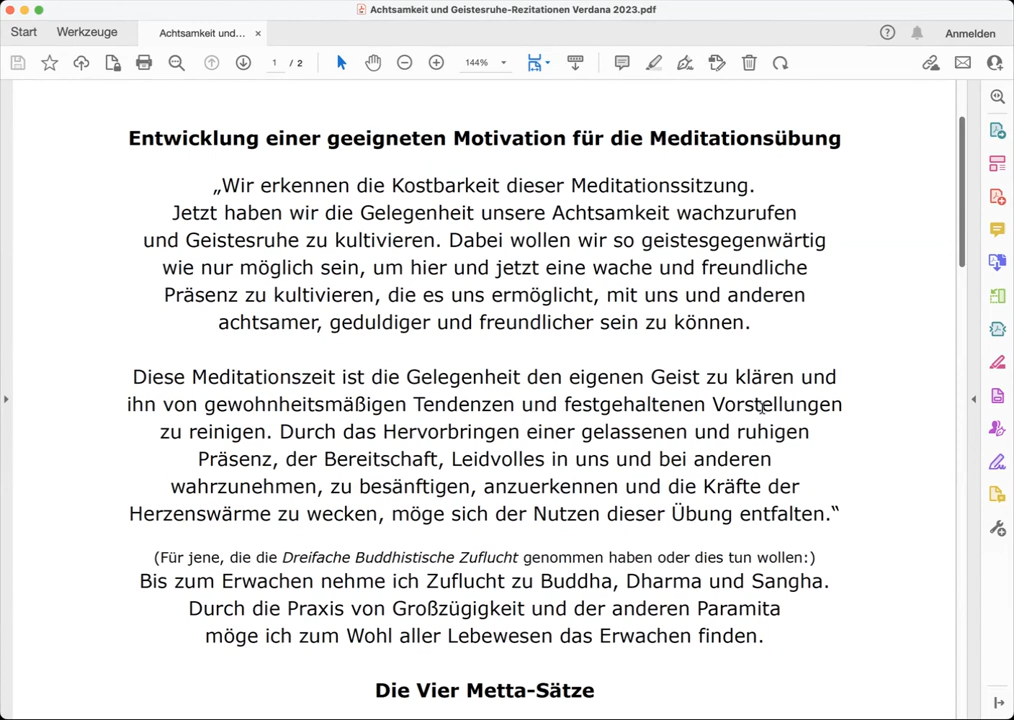 Achtsamkeit und Geistesruhe-Rezitationen Verdana 2023.pdf
Start Werkzeuge Achtsamkeit und... × Anmelden
1 / 2 144%
Entwicklung einer geeigneten Motivation für die Meditationsübung
„Wir erkennen die Kostbarkeit dieser Meditationssitzung.
Jetzt haben wir die Gelegenheit unsere Achtsamkeit wachzurufen
und Geistesruhe zu kultivieren. Dabei wollen wir so geistesgegenwärtig
wie nur möglich sein, um hier und jetzt eine wache und freundliche
Präsenz zu kultivieren, die es uns ermöglicht, mit uns und anderen
achtsamer, geduldiger und freundlicher sein zu können.
Diese Meditationszeit ist die Gelegenheit den eigenen Geist zu klären und
ihn von gewohnheitsmäßigen Tendenzen und festgehaltenen Vorstellungen
zu reinigen. Durch das Hervorbringen einer gelassenen und ruhigen
Präsenz, der Bereitschaft, Leidvolles in uns und bei anderen
wahrzunehmen, zu besänftigen, anzuerkennen und die Kräfte der
Herzenswärme zu wecken, möge sich der Nutzen dieser Übung entfalten.“
(Für jene, die die Dreifache Buddhistische Zuflucht genommen haben oder dies tun wollen:)
Bis zum Erwachen nehme ich Zuflucht zu Buddha, Dharma und Sangha.
Durch die Praxis von Großzügigkeit und der anderen Paramita
möge ich zum Wohl aller Lebewesen das Erwachen finden.
Die Vier Metta-Sätze